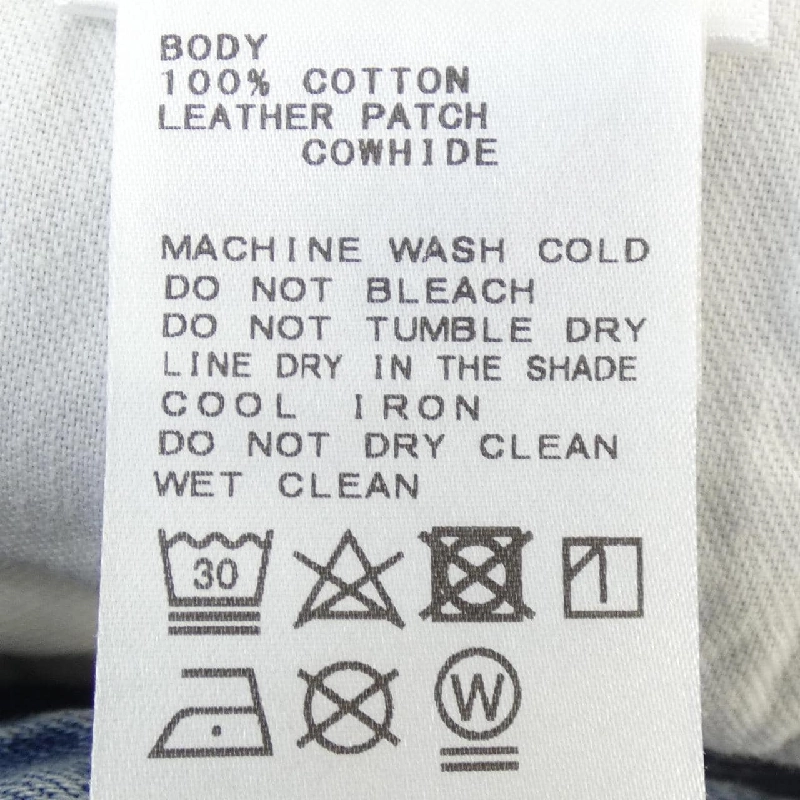 BODY
100% COTTON
LEATHER PATCH
COWHIDE
MACHINE WASH COLD
DO NOT BLEACH
DO NOT TUMBLE DRY
LINE DRY IN THE SHADE
COOL IRON
DO NOT DRY CLEAN
WET CLEAN
30
W